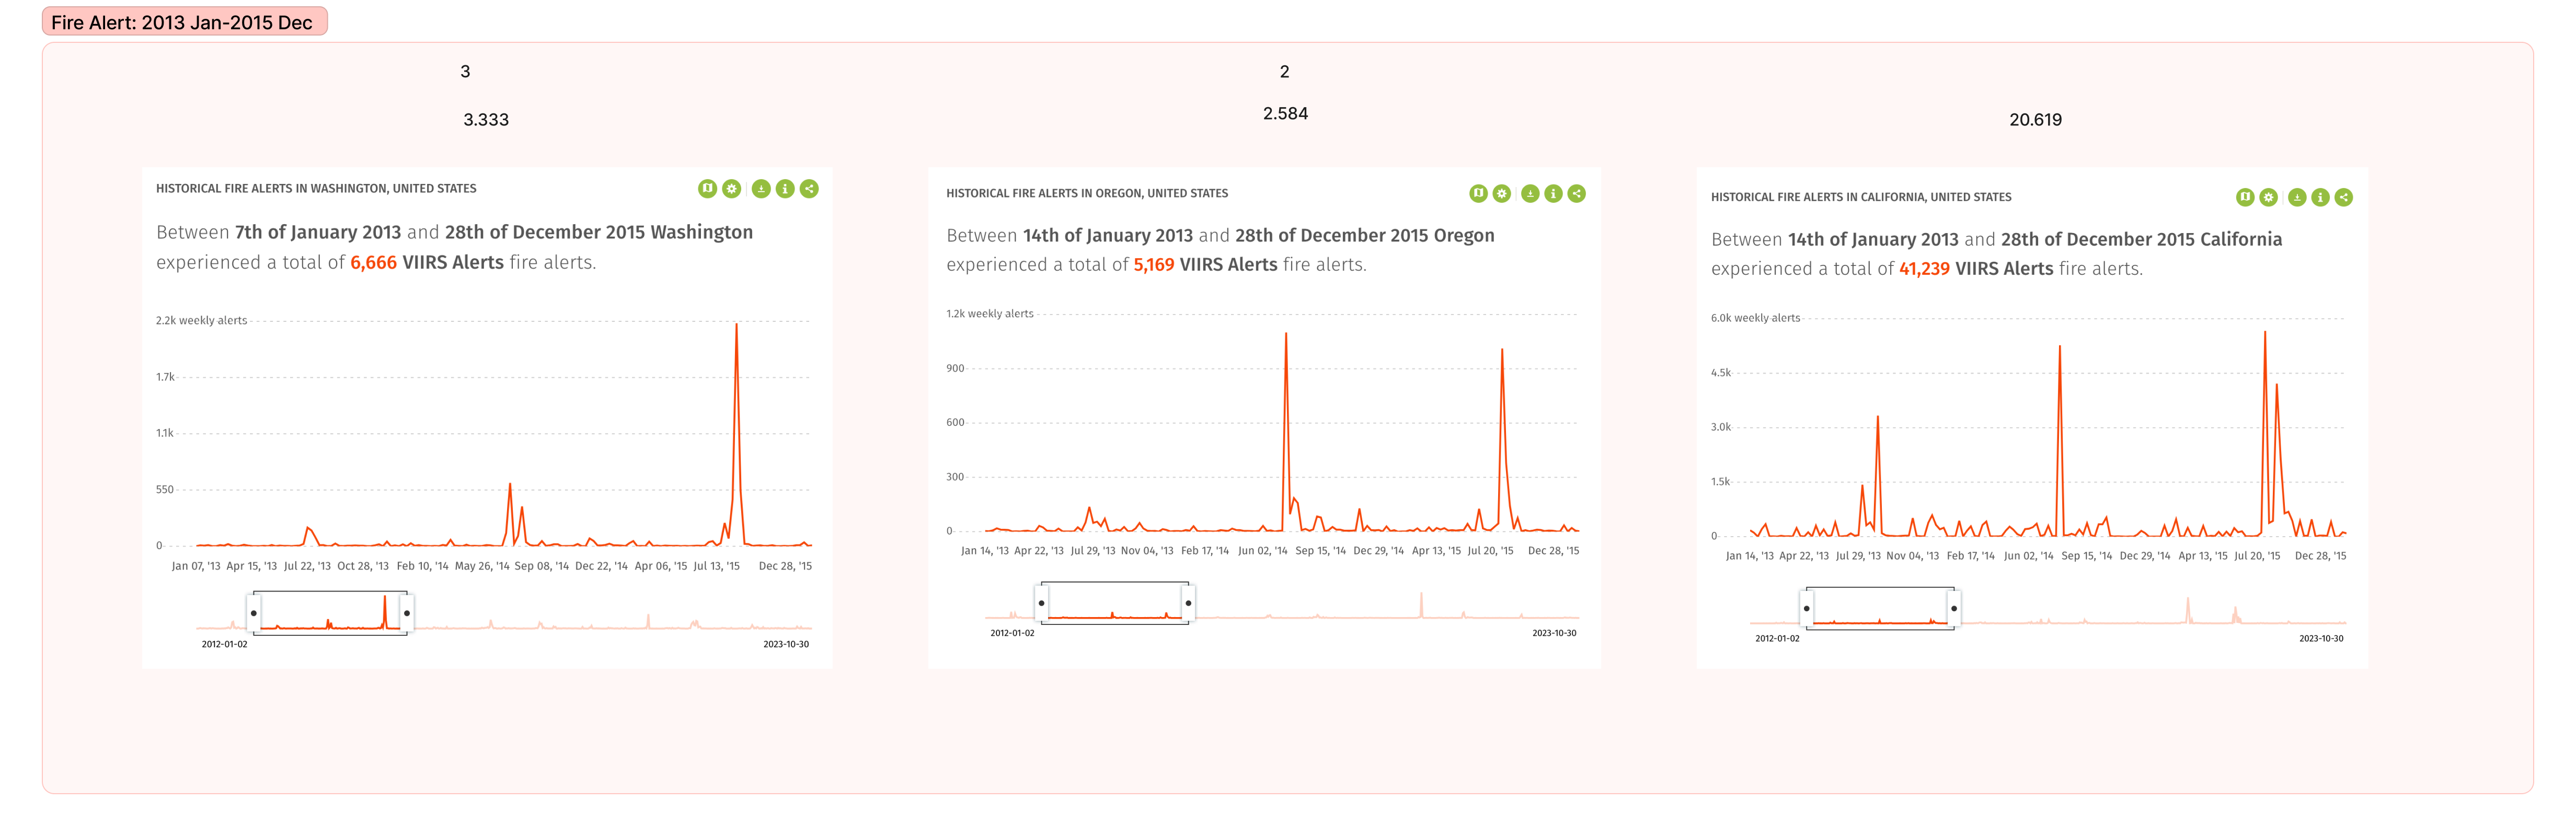 Fire Alert: 2013 Jan-2015 Dec
3
3.333
HISTORICAL FIRE ALERTS IN WASHINGTON, UNITED STATES
Between 7th of January 2013 and 28th of December 2015 Washington
experienced a total of 6,666 VIIRS Alerts fire alerts.
2.2k weekly alerts
1.7k
1.1k
550
0
Jan 07, '13 Apr 15, '13 Jul 22, '13 Oct 28, '13 Feb 10, '14 May 26, '14 Sep 08, '14 Dec 22, '14 Apr 06, '15 Jul 13, '15 Dec 28, '15
2012-01-02 2023-10-30
2
2.584
HISTORICAL FIRE ALERTS IN OREGON, UNITED STATES
Between 14th of January 2013 and 28th of December 2015 Oregon
experienced a total of 5,169 VIIRS Alerts fire alerts.
1.2k weekly alerts
900
600
300
0
Jan 14, '13 Apr 22, '13 Jul 29, '13 Nov 04, '13 Feb 17, '14 Jun 02, '14 Sep 15, '14 Dec 29, '14 Apr 13, '15 Jul 20, '15 Dec 28, '15
2012-01-02 2023-10-30
20.619
HISTORICAL FIRE ALERTS IN CALIFORNIA, UNITED STATES
Between 14th of January 2013 and 28th of December 2015 California
experienced a total of 41,239 VIIRS Alerts fire alerts.
6.0k weekly alerts
4.5k
3.0k
1.5k
0
Jan 14, '13 Apr 22, '13 Jul 29, '13 Nov 04, '13 Feb 17, '14 Jun 02, '14 Sep 15, '14 Dec 29, '14 Apr 13, '15 Jul 20, '15 Dec 28, '15
2012-01-02 2023-10-30